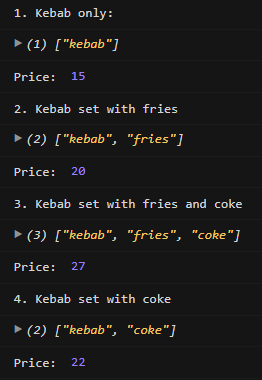 1. Kebab only:
▶ (1) ["kebab"]
Price: 15
2. Kebab set with fries
▶ (2) ["kebab", "fries"]
Price: 20
3. Kebab set with fries and coke
▶ (3) ["kebab", "fries", "coke"]
Price: 27
4. Kebab set with coke
▶ (2) ["kebab", "coke"]
Price: 22